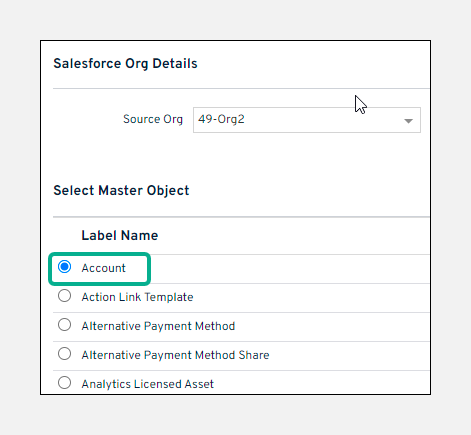 Salesforce Org Details
Source Org 49-Org2
Select Master Object
Label Name
Account
Action Link Template
Alternative Payment Method
Alternative Payment Method Share
Analytics Licensed Asset